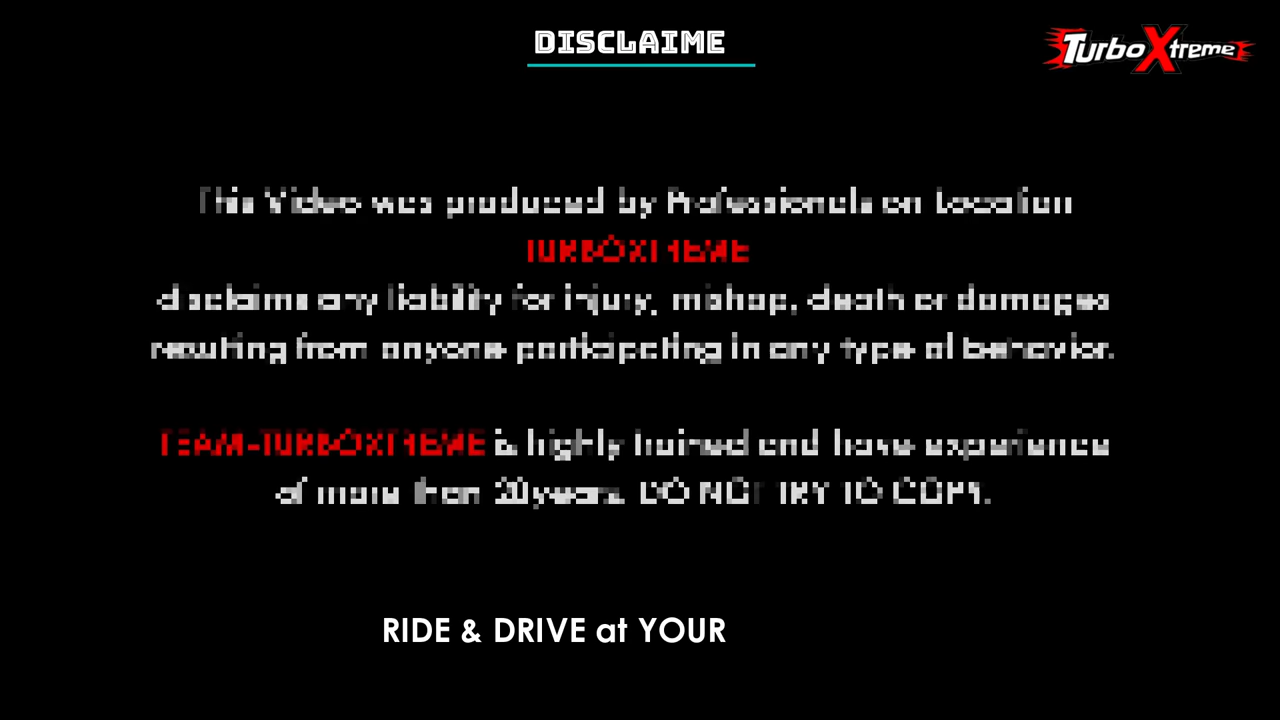 DISCLAIME
TurboXtreme
This Video was produced by Professionals on Location
TURBOXTREME
disclaims any liability for injury, mishap, death or damages
resulting from anyone participating in any type of behavior.
TEAM-TURBOXTREME is highly trained and have experience
of more than 20years. DO NOT TRY TO COPY.
RIDE & DRIVE at YOUR